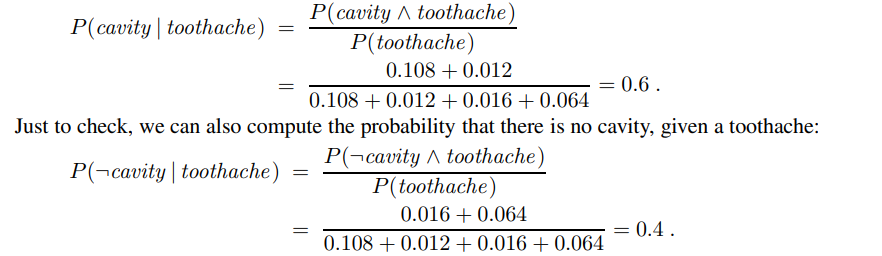 P(cavity | toothache) = P(cavity ∧ toothache) / P(toothache)
= 0.108 + 0.012 / 0.108 + 0.012 + 0.016 + 0.064 = 0.6 .
Just to check, we can also compute the probability that there is no cavity, given a toothache:
P(¬cavity | toothache) = P(¬cavity ∧ toothache) / P(toothache)
= 0.016 + 0.064 / 0.108 + 0.012 + 0.016 + 0.064 = 0.4 .